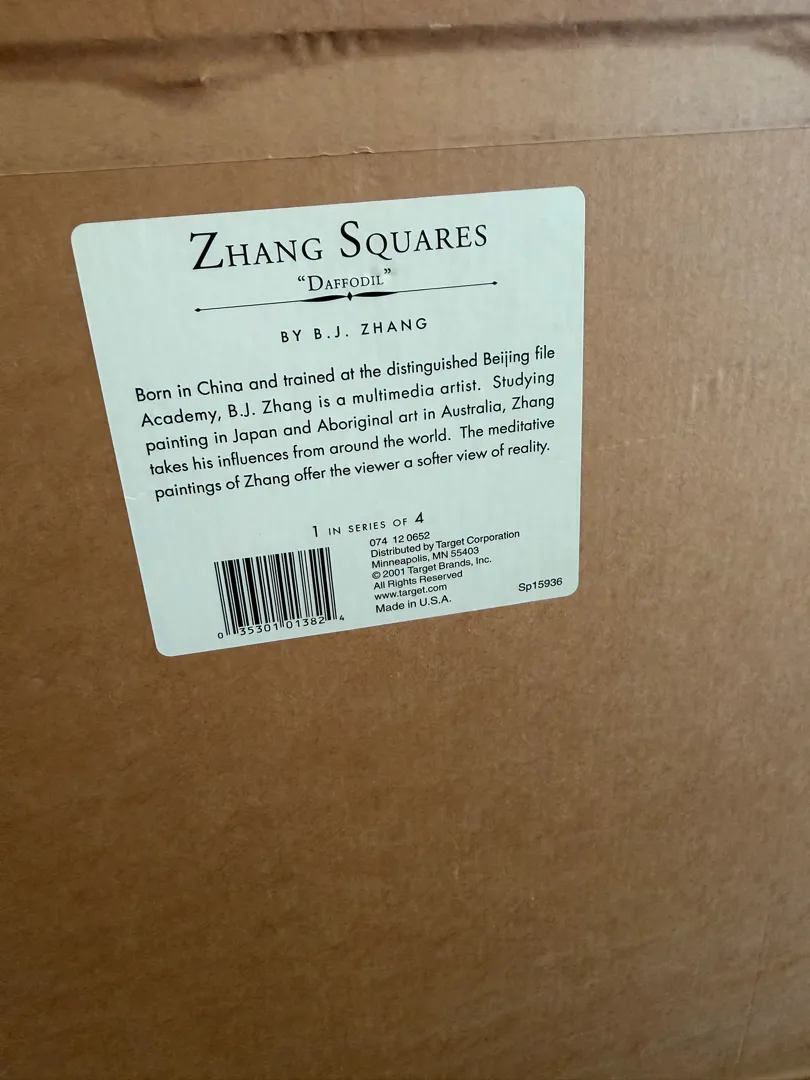 ZHANG SQUARES
“DAFFODIL”
BY B.J. ZHANG
Born in China and trained at the distinguished Beijing file
Academy, B.J. Zhang is a multimedia artist. Studying
painting in Japan and Aboriginal art in Australia, Zhang
takes his influences from around the world. The meditative
paintings of Zhang offer the viewer a softer view of reality.
1 IN SERIES OF 4
074 12 0652
Distributed by Target Corporation
Minneapolis, MN 55403
© 2001 Target Brands, Inc.
All Rights Reserved
www.target.com
Made in U.S.A.
Sp15936
0 35301 01382 4